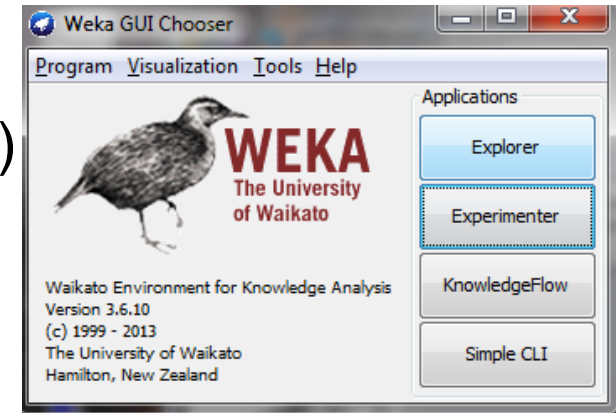 Weka GUI Chooser
Program Visualization Tools Help
)
WEKA
The University
of Waikato
Waikato Environment for Knowledge Analysis
Version 3.6.10
(c) 1999 - 2013
The University of Waikato
Hamilton, New Zealand
Applications
Explorer
Experimenter
KnowledgeFlow
Simple CLI